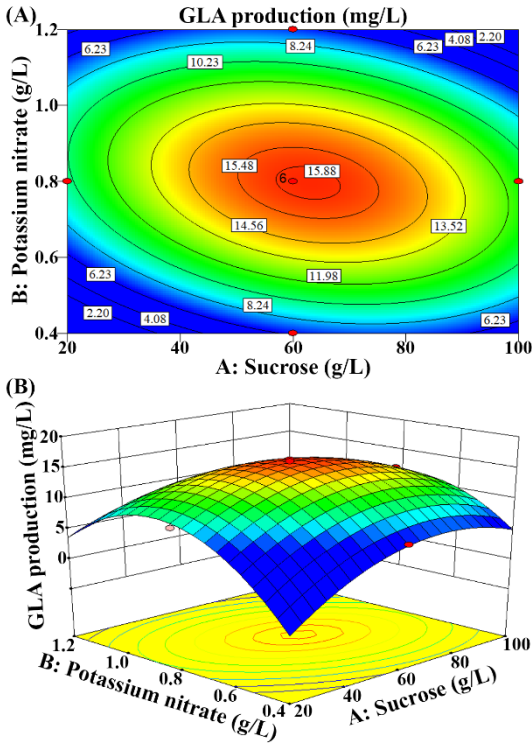 (A)
GLA production (mg/L)
B: Potassium nitrate (g/L)
1.2
1.0
0.8
0.6
0.4
6.23 8.24 6.23 4.08 2.20
10.23
15.48 15.88
6
14.56 13.52
11.98
6.23
2.20 4.08 8.24 6.23
20 40 60 80 100
A: Sucrose (g/L)
(B)
GLA production (mg/L)
20
15
10
5
0
1.2 1.0 0.8 0.6 0.4
B: Potassium nitrate (g/L)
20 40 60 80 100
A: Sucrose (g/L)